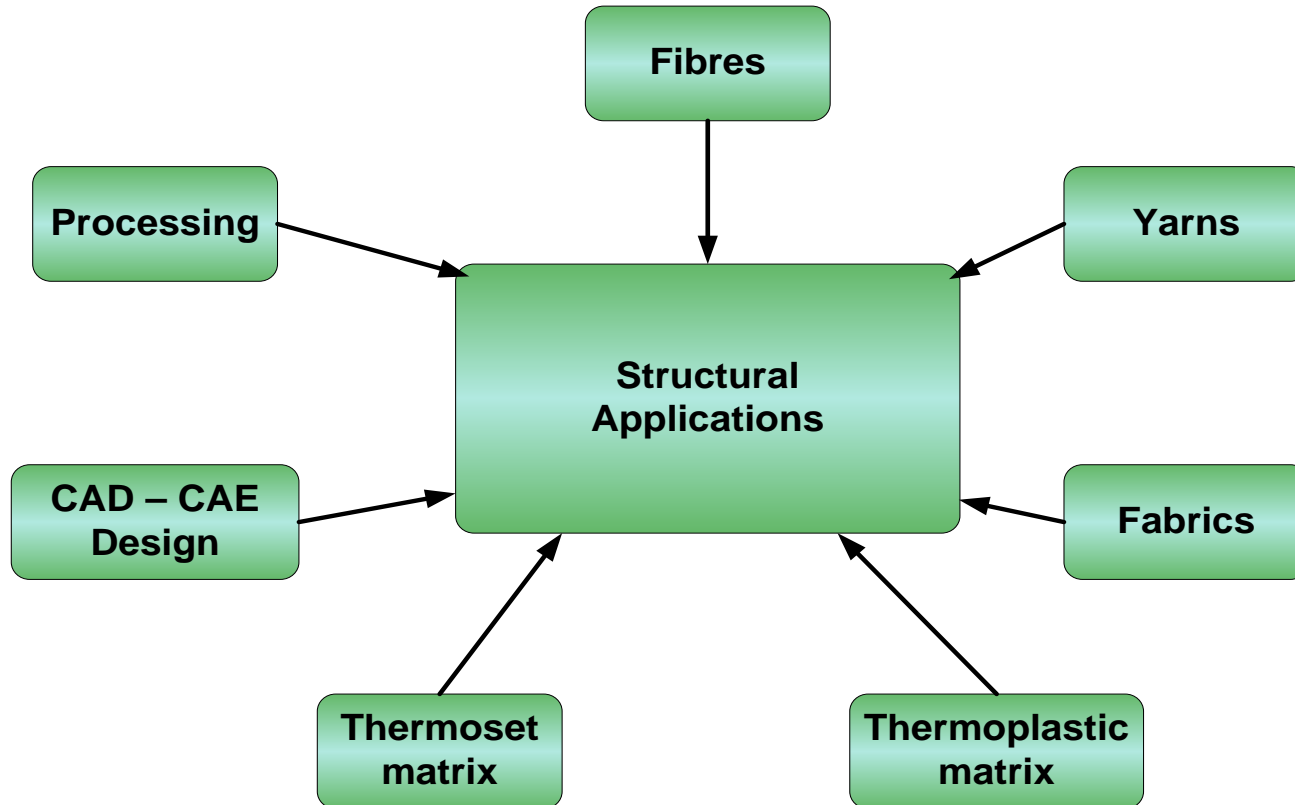 Fibres
Processing
Yarns
Structural
Applications
CAD – CAE
Design
Fabrics
Thermoset
matrix
Thermoplastic
matrix